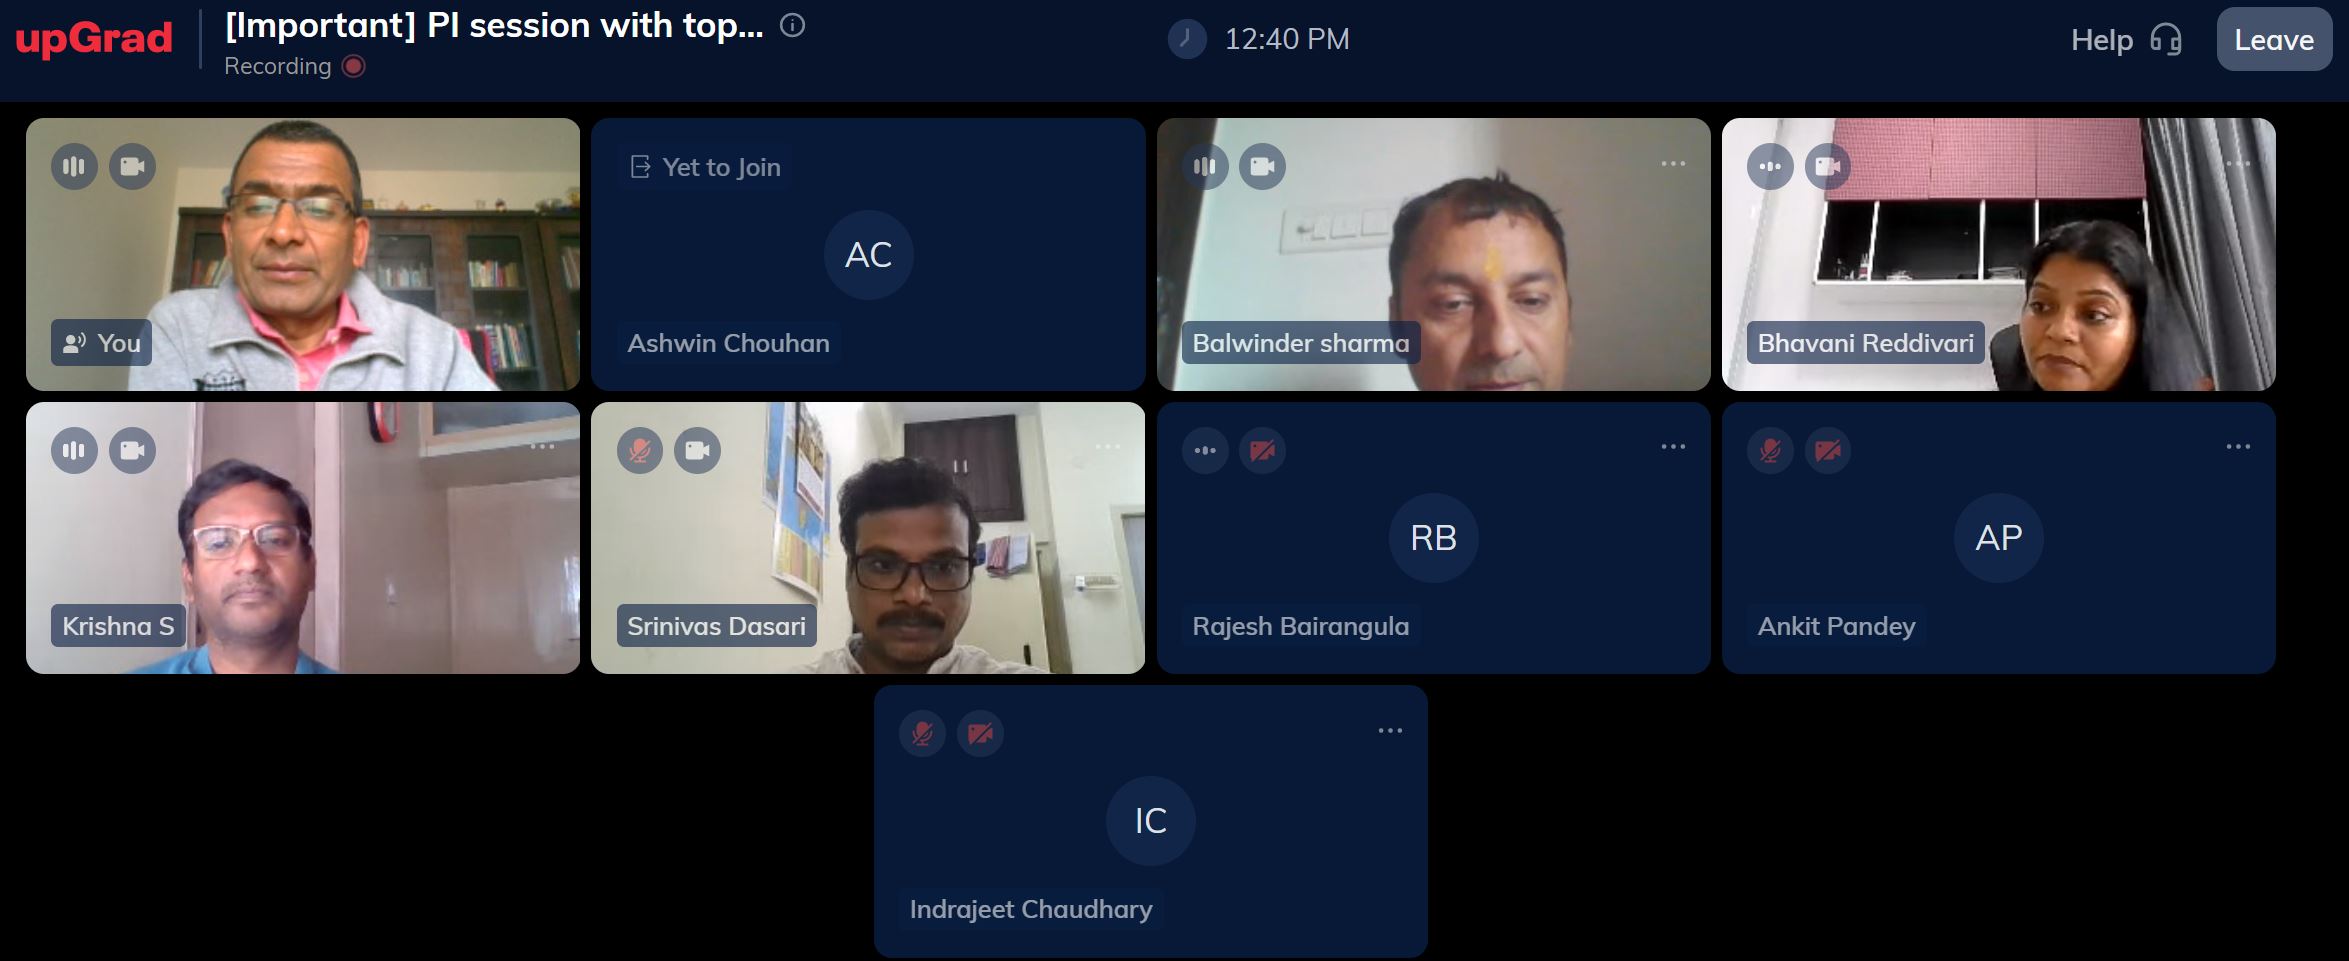 upGrad
[Important] PI session with top...
Recording
12:40 PM
Help
Leave
You
Yet to Join
AC
Ashwin Chouhan
Balwinder sharma
Bhavani Reddivari
Krishna S
Srinivas Dasari
RB
Rajesh Bairangula
AP
Ankit Pandey
IC
Indrajeet Chaudhary